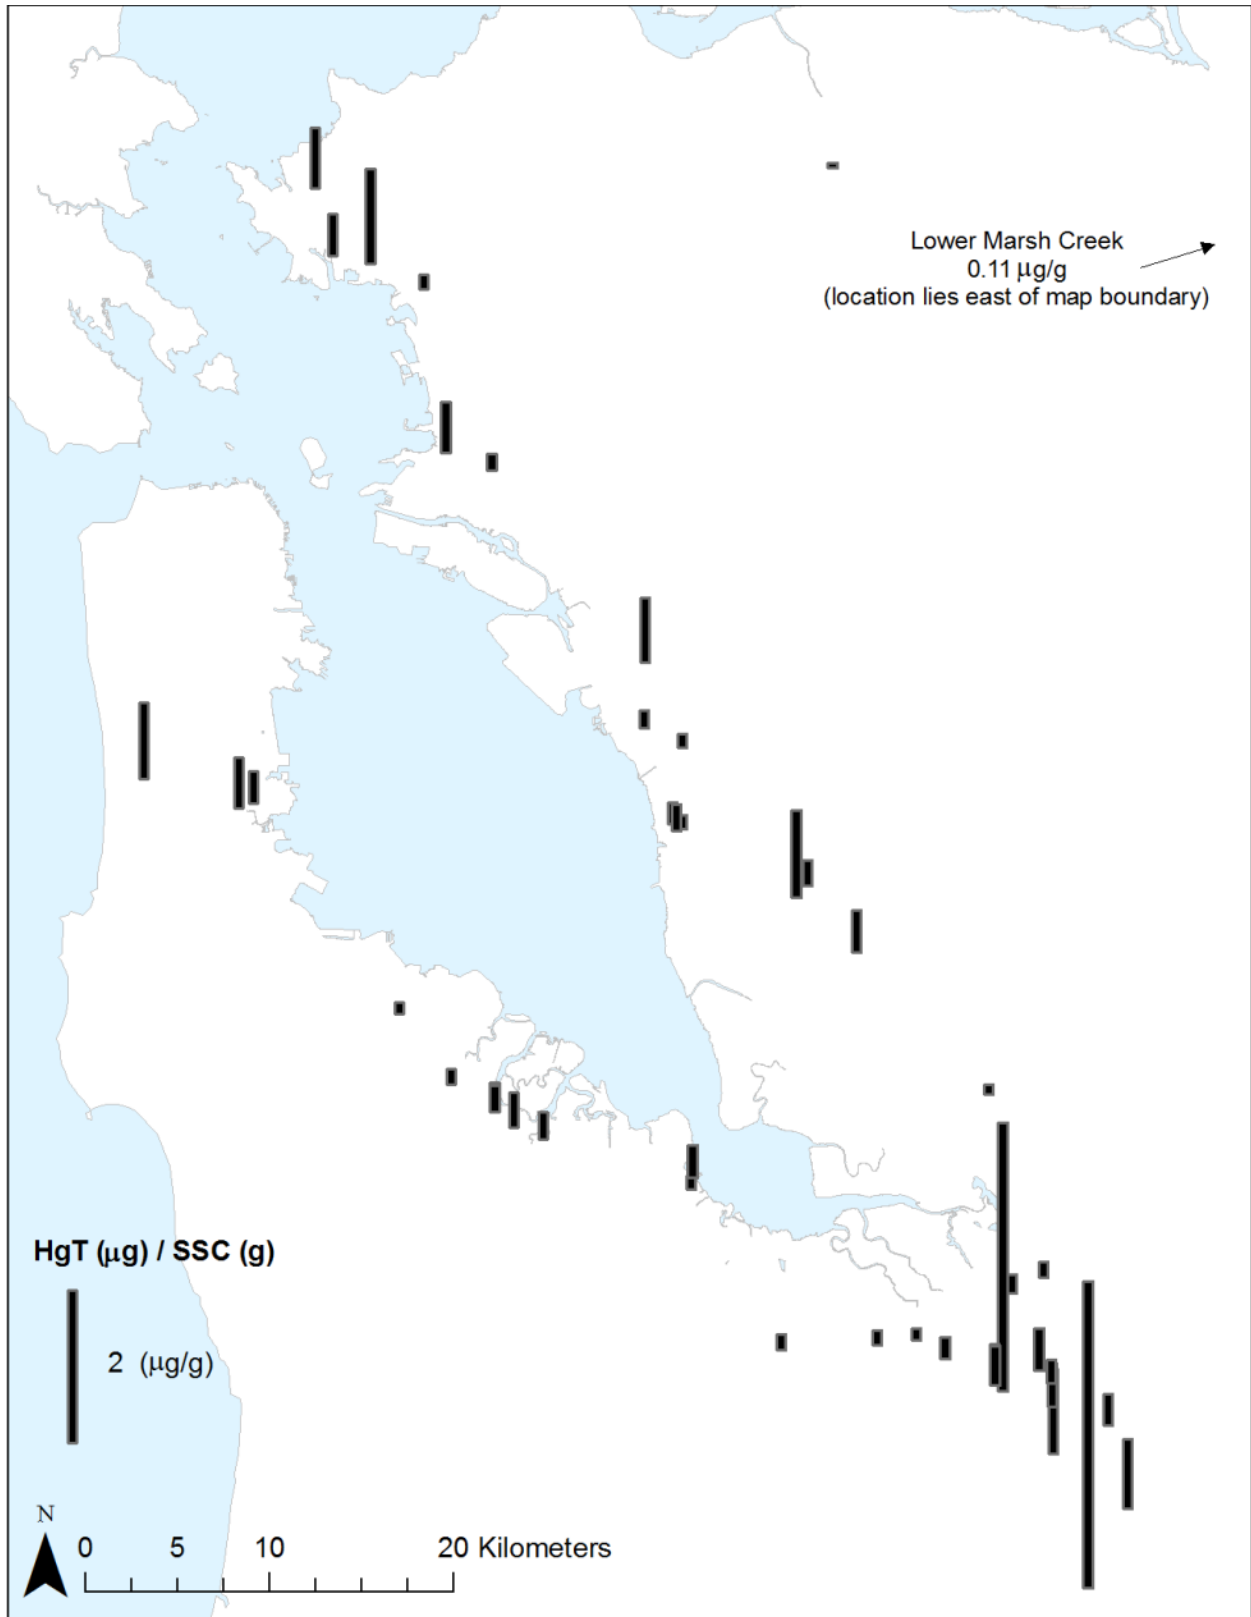 Lower Marsh Creek
0.11 µg/g
(location lies east of map boundary)
HgT (µg) / SSC (g)
2 (µg/g)
N
0 5 10 20 Kilometers